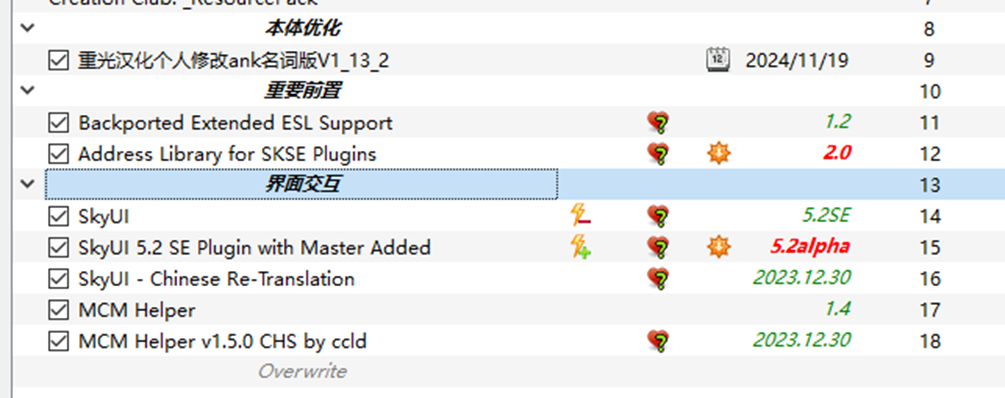 Creation Club: _ResourcePack 7
本体优化 8
重光汉化个人修改ank名词版V1_13_2 12 2024/11/19 9
重要前置 10
Backported Extended ESL Support ? 1.2 11
Address Library for SKSE Plugins ? 2.0 12
界面交互 13
SkyUI ? 5.2SE 14
SkyUI 5.2 SE Plugin with Master Added ? 5.2alpha 15
SkyUI - Chinese Re-Translation ? 2023.12.30 16
MCM Helper 1.4 17
MCM Helper v1.5.0 CHS by ccld ? 2023.12.30 18
Overwrite